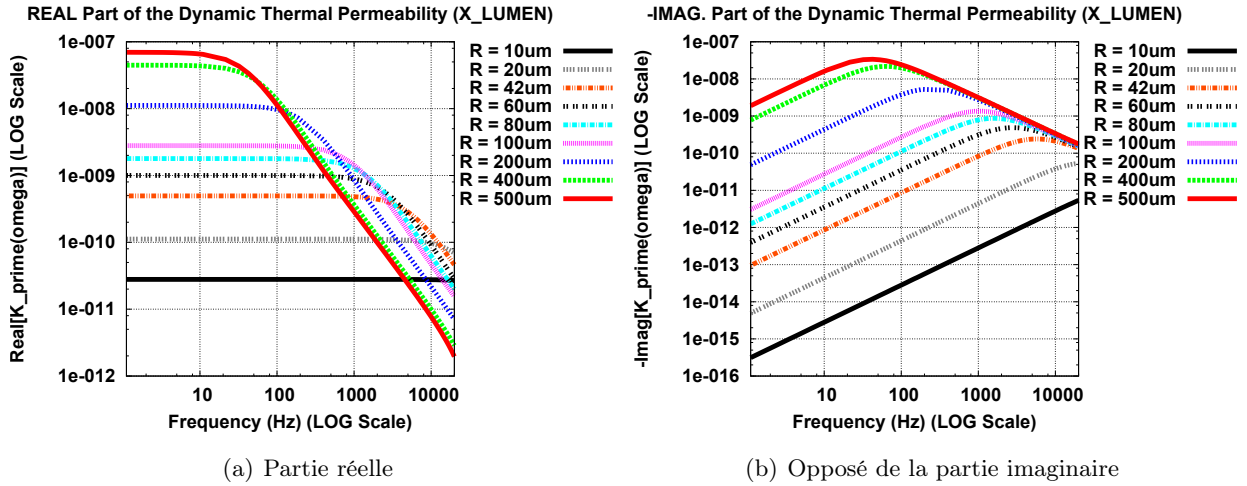 REAL Part of the Dynamic Thermal Permeability (X_LUMEN)
Real[K_prime(omega)] (LOG Scale)
1e-007
1e-008
1e-009
1e-010
1e-011
1e-012
10
100
1000
10000
Frequency (Hz) (LOG Scale)
R = 10um
R = 20um
R = 42um
R = 60um
R = 80um
R = 100um
R = 200um
R = 400um
R = 500um
(a) Partie réelle
-IMAG. Part of the Dynamic Thermal Permeability (X_LUMEN)
-Imag[K_prime(omega)] (LOG Scale)
1e-007
1e-008
1e-009
1e-010
1e-011
1e-012
1e-013
1e-014
1e-015
1e-016
10
100
1000
10000
Frequency (Hz) (LOG Scale)
R = 10um
R = 20um
R = 42um
R = 60um
R = 80um
R = 100um
R = 200um
R = 400um
R = 500um
(b) Opposé de la partie imaginaire